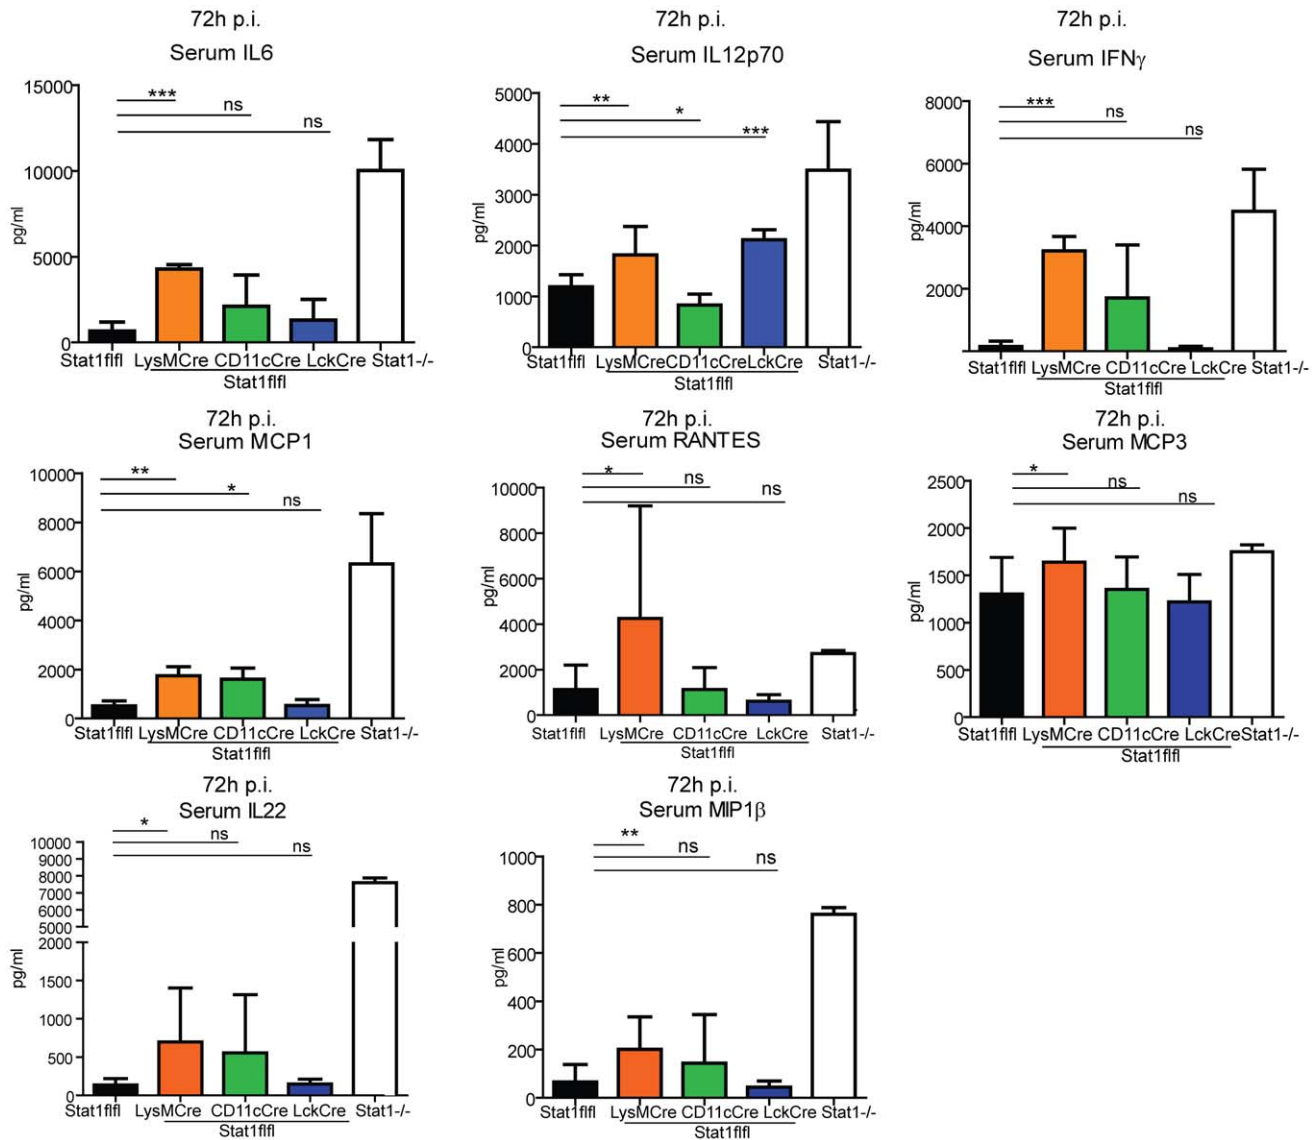 72h p.i.
Serum IL6
15000
10000
5000
0
pg/ml
***
ns
ns
Stat1flfl LysMCre CD11cCre LckCre Stat1-/-
Stat1flfl
72h p.i.
Serum IL12p70
5000
4000
3000
2000
1000
0
pg/ml
**
*
***
Stat1flfl LysMCre CD11cCre LckCre Stat1-/-
Stat1flfl
72h p.i.
Serum IFNγ
8000
6000
4000
2000
pg/ml
***
ns
ns
Stat1flfl LysMCre CD11cCre LckCre Stat1-/-
Stat1flfl
72h p.i.
Serum MCP1
10000
8000
6000
4000
2000
0
pg/ml
**
*
ns
Stat1flfl LysMCre CD11cCre LckCre Stat1-/-
Stat1flfl
72h p.i.
Serum RANTES
10000
8000
6000
4000
2000
0
pg/ml
*
ns
ns
Stat1flfl LysMCre CD11cCre LckCre Stat1-/-
Stat1flfl
72h p.i.
Serum MCP3
2500
2000
1500
1000
500
0
pg/ml
*
ns
ns
Stat1flfl LysMCre CD11cCre LckCre Stat1-/-
Stat1flfl
72h p.i.
Serum IL22
10000
9000
8000
7000
6000
5000
2000
1500
1000
500
0
pg/ml
*
ns
ns
Stat1flfl LysMCre CD11cCre LckCre Stat1-/-
Stat1flfl
72h p.i.
Serum MIP1β
1000
800
600
400
200
0
pg/ml
**
ns
ns
Stat1flfl LysMCre CD11cCre LckCre Stat1-/-
Stat1flfl